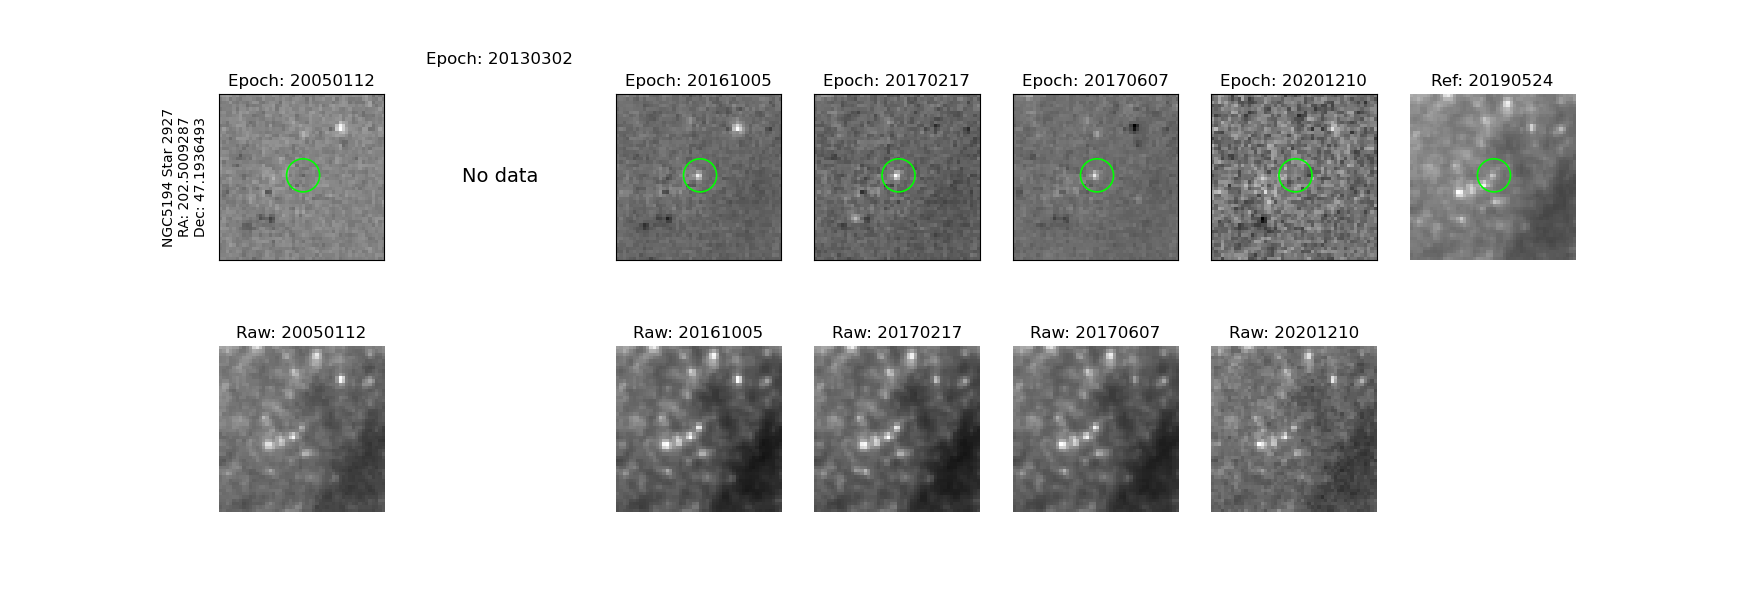 Epoch: 20130302
Epoch: 20050112
Epoch: 20161005
Epoch: 20170217
Epoch: 20170607
Epoch: 20201210
Ref: 20190524
NGC5194 Star 2927
RA: 202.5009287
Dec: 47.1936493
No data
Raw: 20050112
Raw: 20161005
Raw: 20170217
Raw: 20170607
Raw: 20201210